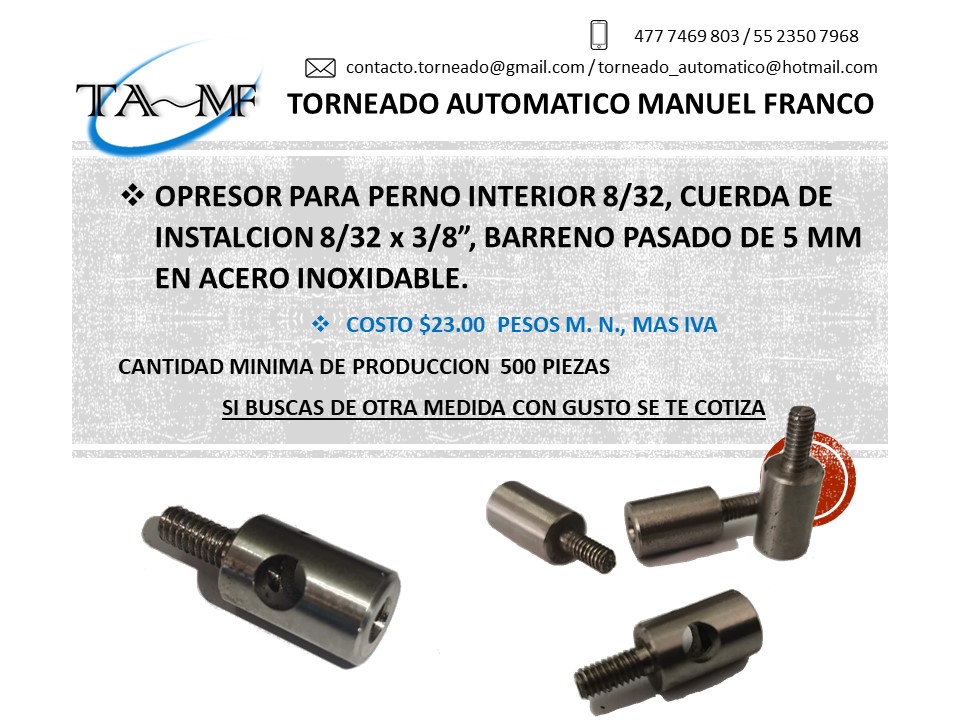 477 7469 803 / 55 2350 7968
contacto.torneado@gmail.com / torneado_automatico@hotmail.com
TA~MF
TORNEADO AUTOMATICO MANUEL FRANCO
❖ OPRESOR PARA PERNO INTERIOR 8/32, CUERDA DE
INSTALCION 8/32 x 3/8”, BARRENO PASADO DE 5 MM
EN ACERO INOXIDABLE.
❖ COSTO $23.00 PESOS M. N., MAS IVA
CANTIDAD MINIMA DE PRODUCCION 500 PIEZAS
SI BUSCAS DE OTRA MEDIDA CON GUSTO SE TE COTIZA